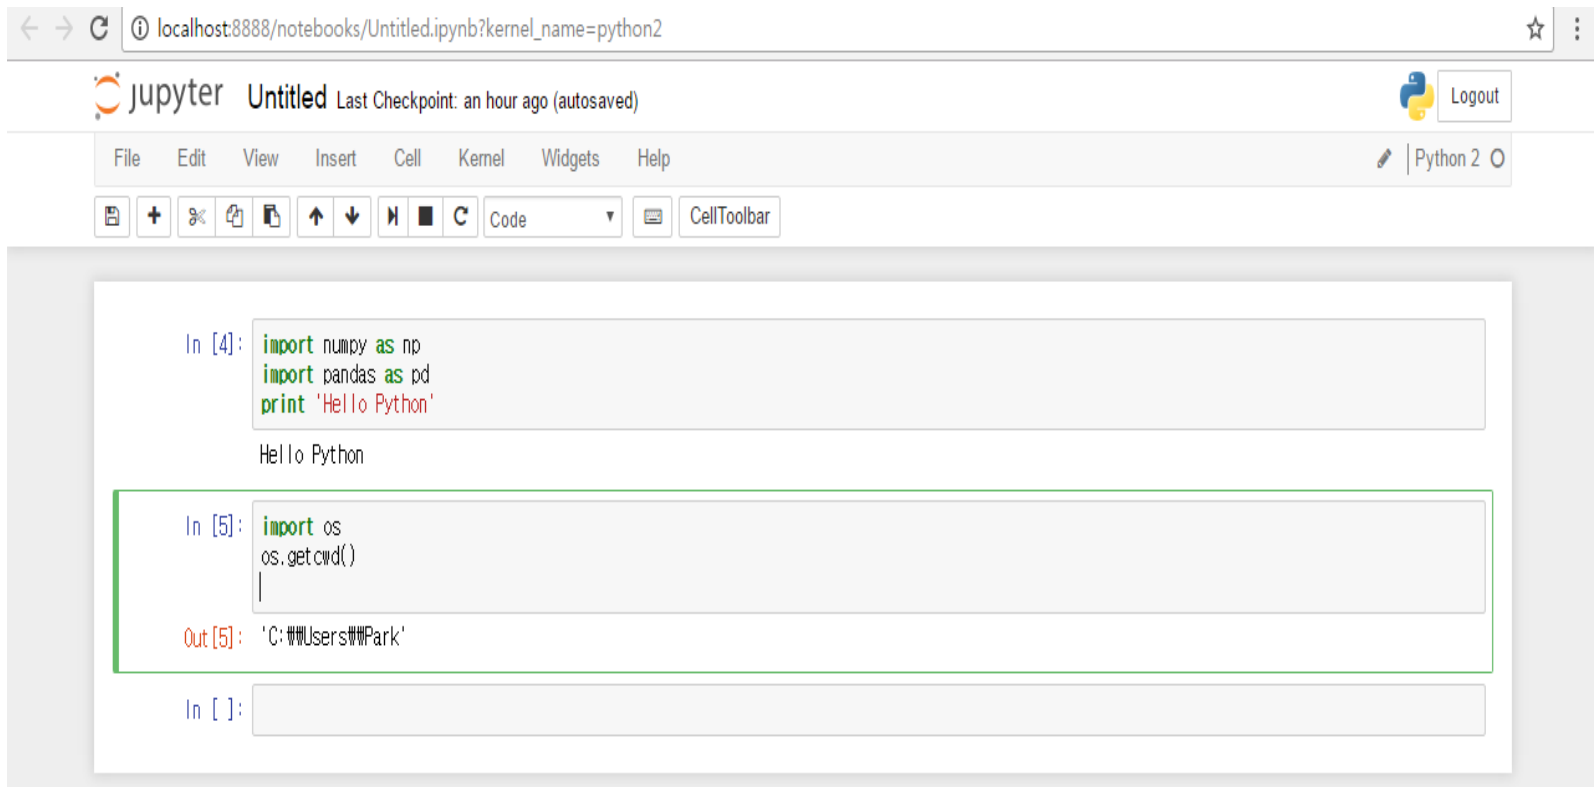 localhost:8888/notebooks/Untitled.ipynb?kernel_name=python2
jupyter Untitled Last Checkpoint: an hour ago (autosaved) Logout
File Edit View Insert Cell Kernel Widgets Help Python 2
Code CellToolbar
In [4]: import numpy as np
import pandas as pd
print 'Hello Python'
Hello Python
In [5]: import os
os.getcwd()
Out[5]: 'C:₩₩Users₩₩Park'
In [ ]: